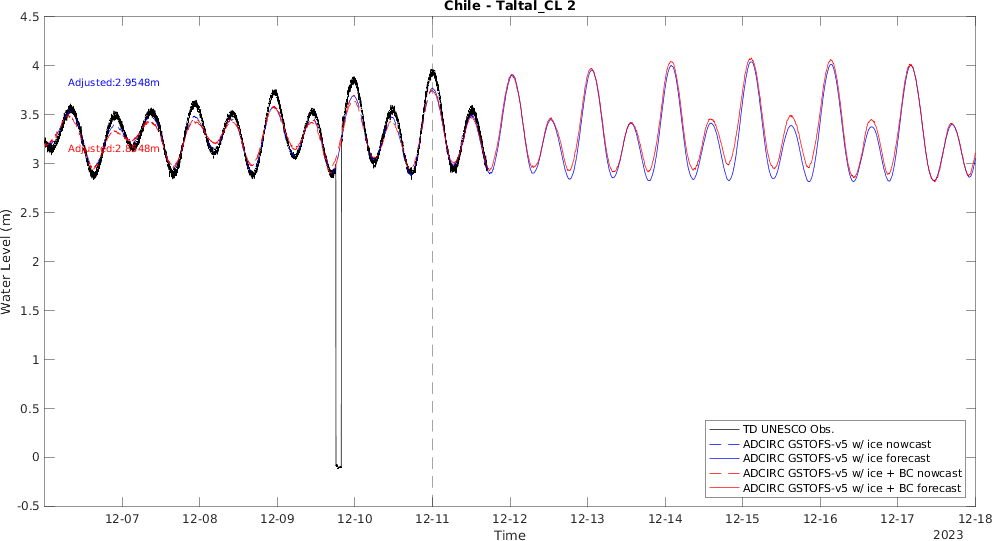 Chile - Taltal_CL 2
4.5
4
3.5
3
2.5
2
1.5
1
0.5
0
-0.5
Water Level (m)
Adjusted:2.9548m
Adjusted:2.8548m
TD UNESCO Obs.
ADCIRC GSTOFS-v5 w/ ice nowcast
ADCIRC GSTOFS-v5 w/ ice forecast
ADCIRC GSTOFS-v5 w/ ice + BC nowcast
ADCIRC GSTOFS-v5 w/ ice + BC forecast
12-07 12-08 12-09 12-10 12-11 12-12 12-13 12-14 12-15 12-16 12-17 12-18
Time
2023